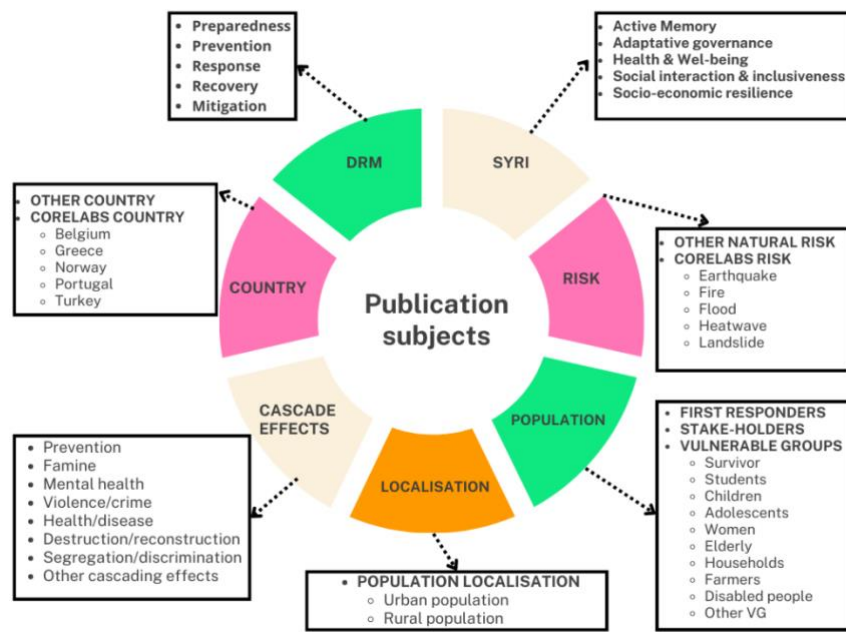 Preparedness
Prevention
Response
Recovery
Mitigation
Active Memory
Adaptative governance
Health & Wel-being
Social interaction & inclusiveness
Socio-economic resilience
DRM
SYRI
OTHER COUNTRY
CORELABS COUNTRY
Belgium
Greece
Norway
Portugal
Turkey
COUNTRY
Publication
subjects
RISK
OTHER NATURAL RISK
CORELABS RISK
Earthquake
Fire
Flood
Heatwave
Landslide
CASCADE
EFFECTS
LOCALISATION
POPULATION
Prevention
Famine
Mental health
Violence/crime
Health/disease
Destruction/reconstruction
Segregation/discrimination
Other cascading effects
POPULATION LOCALISATION
Urban population
Rural population
FIRST RESPONDERS
STAKE-HOLDERS
VULNERABLE GROUPS
Survivor
Students
Children
Adolescents
Women
Elderly
Households
Farmers
Disabled people
Other VG